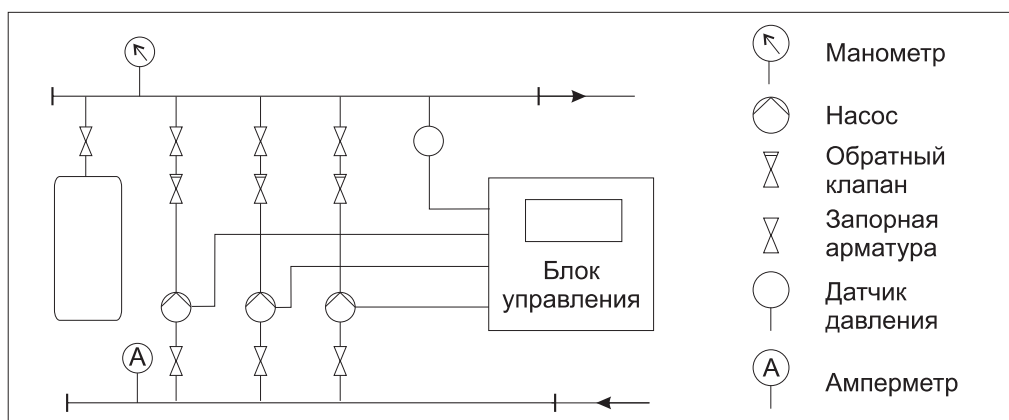 Манометр
Насос
Обратный
клапан
Запорная
арматура
Блок
управления
Датчик
давления
A
A
Амперметр